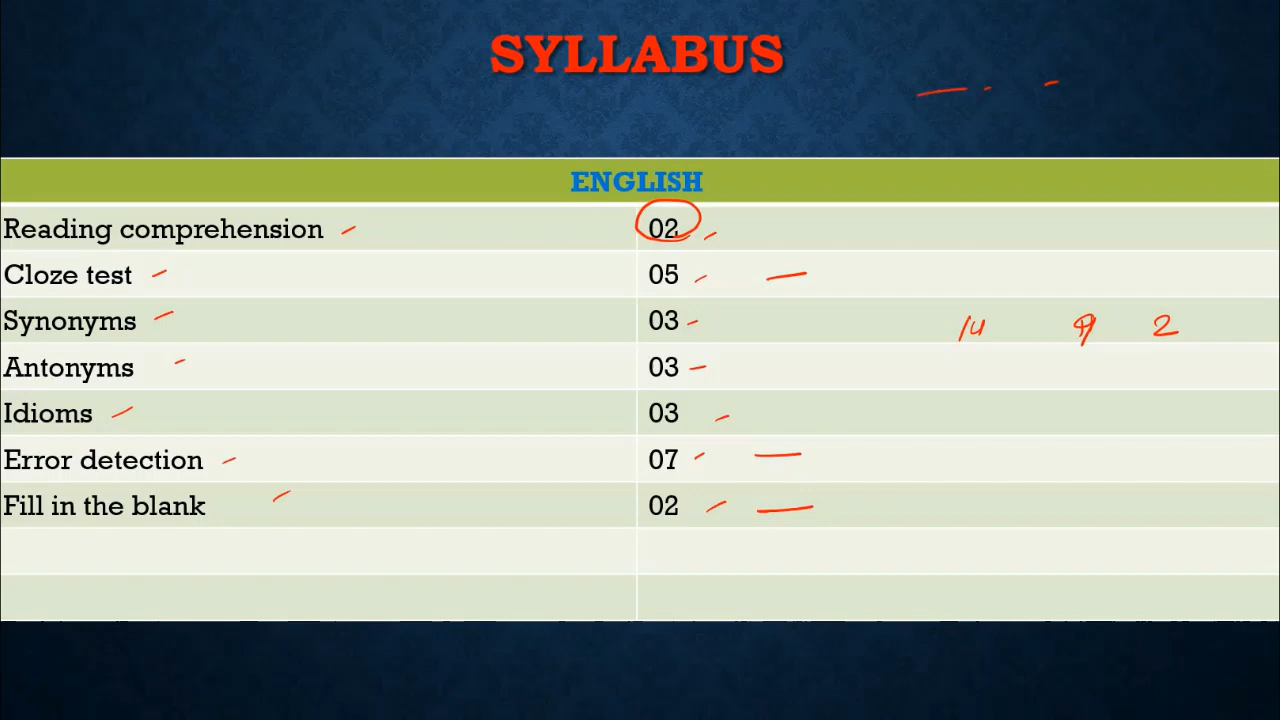 SYLLABUS
ENGLISH
Reading comprehension 02
Cloze test 05
Synonyms 03
14 2
Antonyms 03
Idioms 03
Error detection 07
Fill in the blank 02